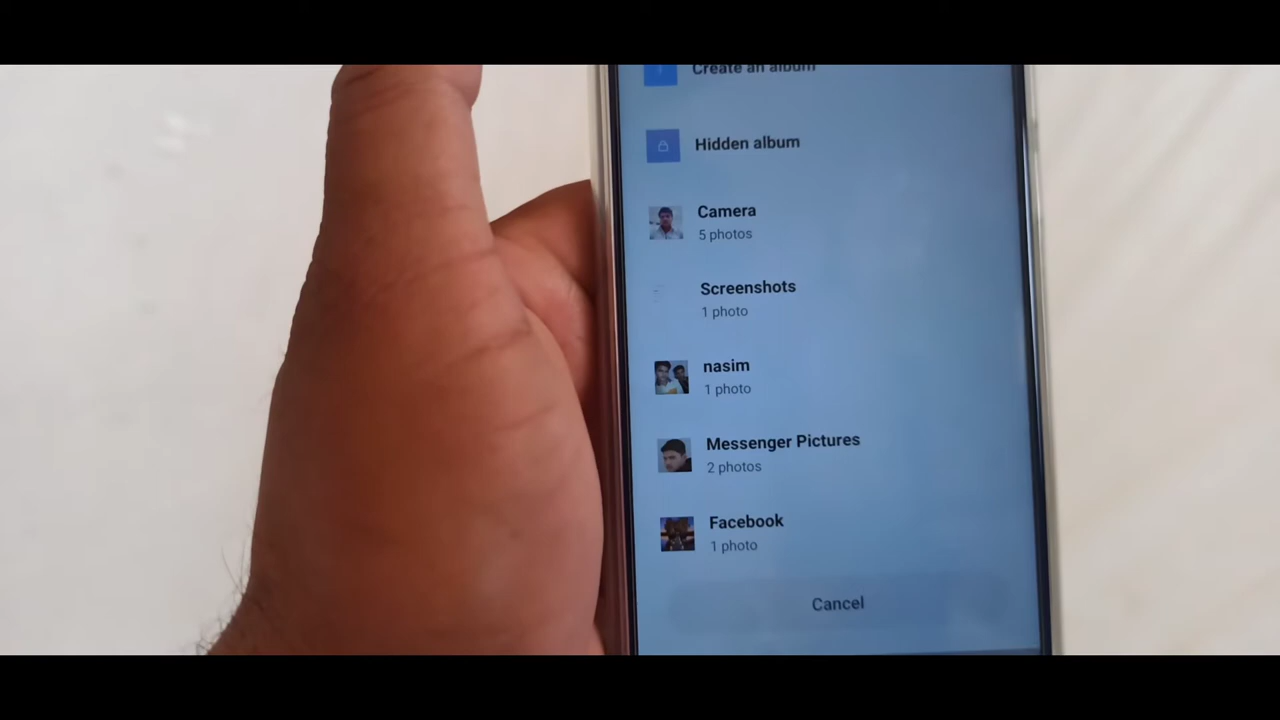 Create an album
Hidden album
Camera
5 photos
Screenshots
1 photo
nasim
1 photo
Messenger Pictures
2 photos
Facebook
1 photo
Cancel